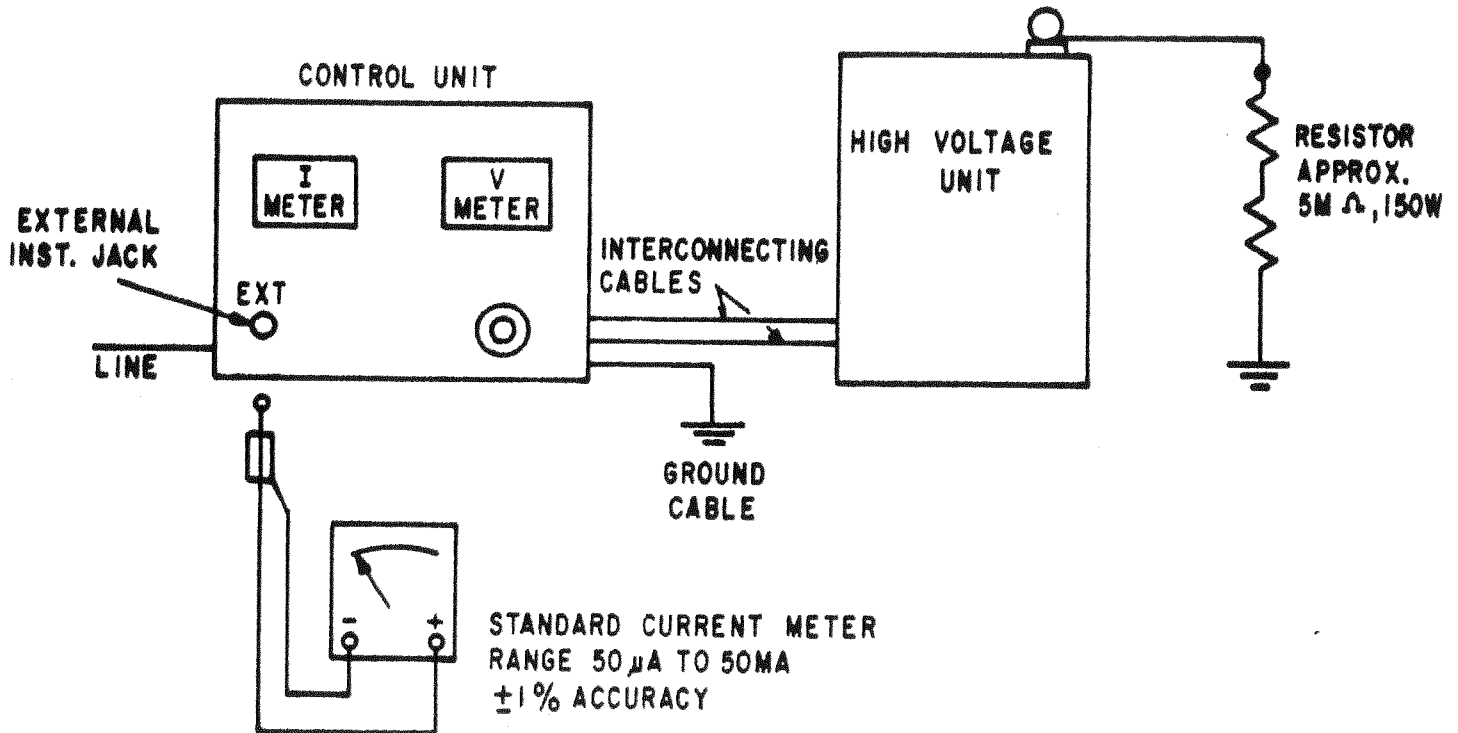 CONTROL UNIT
I
METER
V
METER
EXTERNAL
INST. JACK
EXT
LINE
INTERCONNECTING
CABLES
HIGH VOLTAGE
UNIT
RESISTOR
APPROX.
5M Ω, 150W
GROUND
CABLE
- +
STANDARD CURRENT METER
RANGE 50 μA TO 50MA
±1% ACCURACY